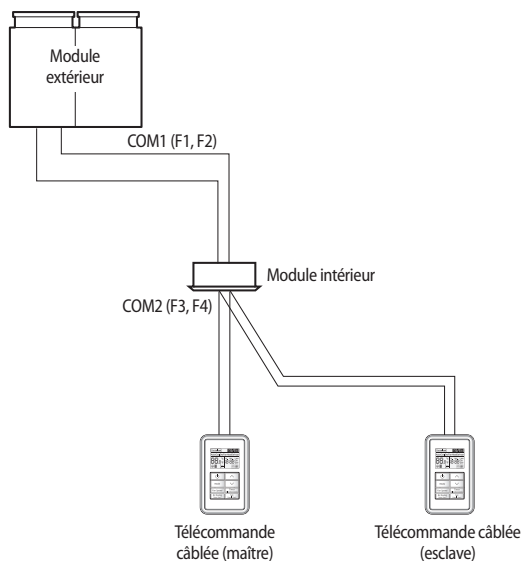 Module
extérieur
COM1 (F1, F2)
Module intérieur
COM2 (F3, F4)
Télécommande
câblée (maître)
Télécommande câblée
(esclave)